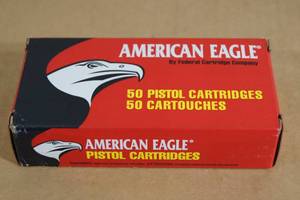 AMERICAN EAGLE®
By Federal Cartridge Company
50 PISTOL CARTRIDGES
50 CARTOUCHES
AMERICAN EAGLE®
PISTOL CARTRIDGES